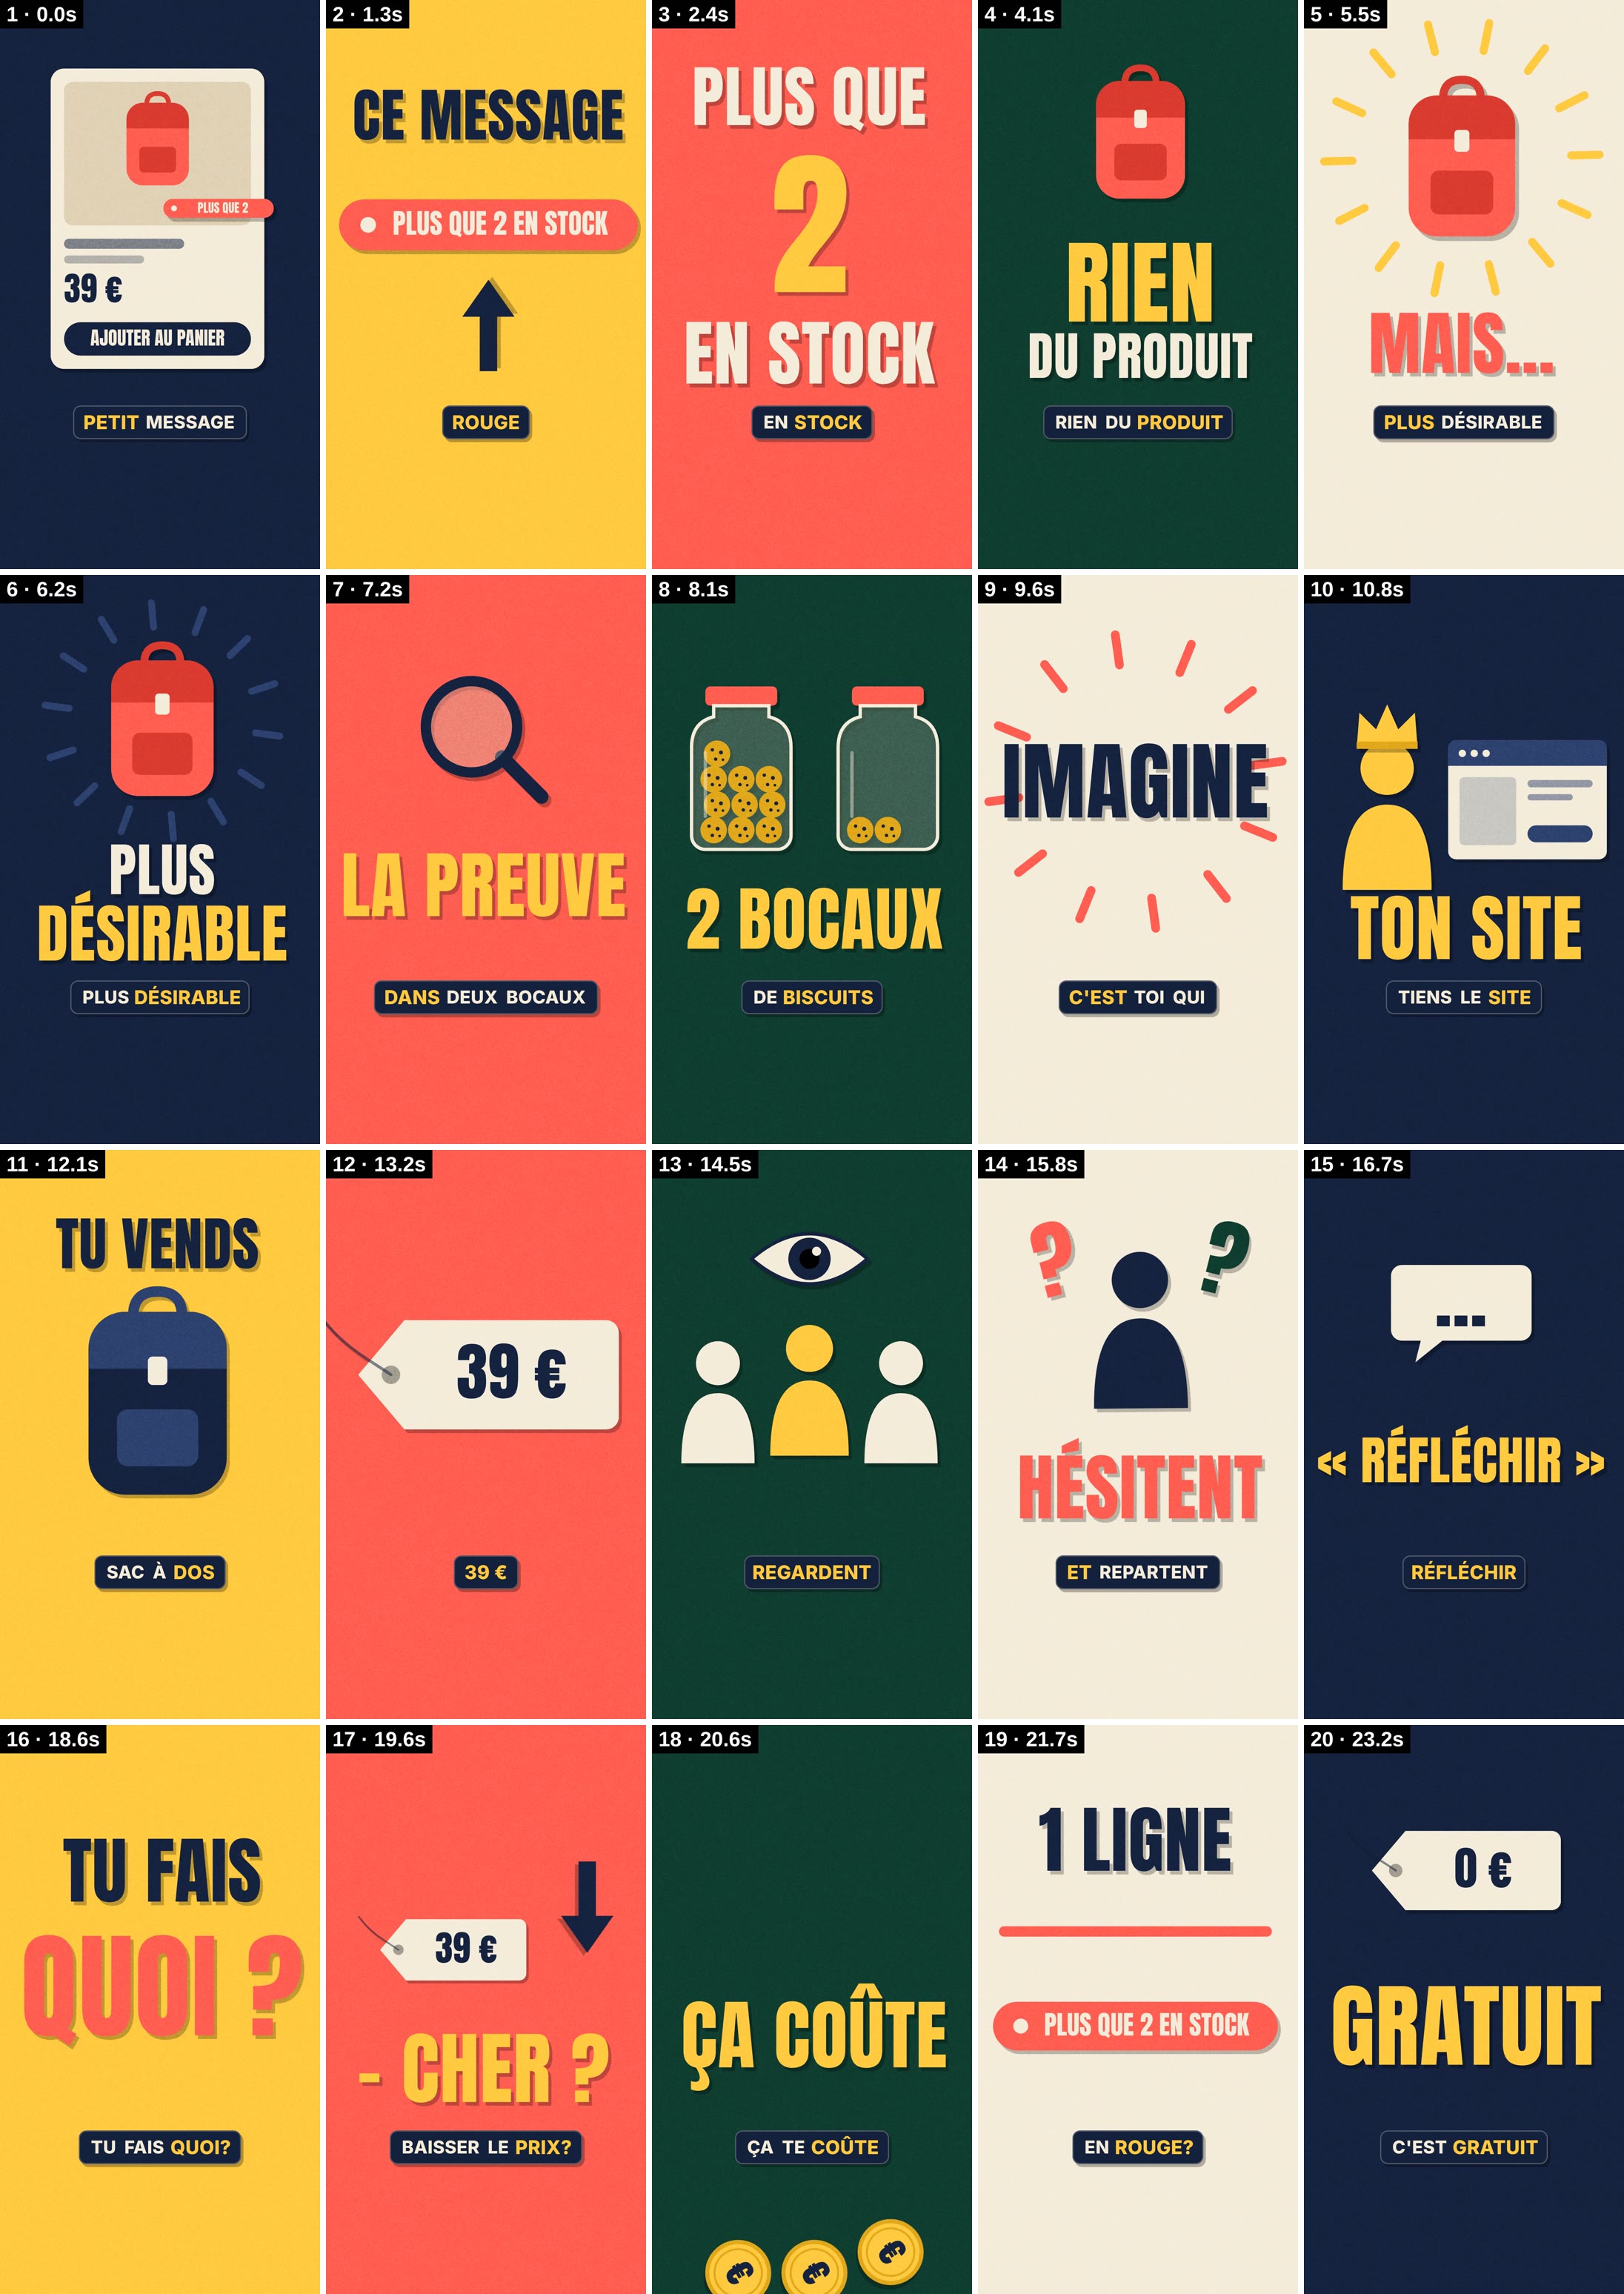 1 · 0.0s
PLUS QUE 2
39 €
AJOUTER AU PANIER
PETIT MESSAGE
2 · 1.3s
CE MESSAGE
PLUS QUE 2 EN STOCK
ROUGE
3 · 2.4s
PLUS QUE
2
EN STOCK
EN STOCK
4 · 4.1s
RIEN
DU PRODUIT
RIEN DU PRODUIT
5 · 5.5s
MAIS...
PLUS DÉSIRABLE
6 · 6.2s
PLUS
DÉSIRABLE
PLUS DÉSIRABLE
7 · 7.2s
LA PREUVE
DANS DEUX BOCAUX
8 · 8.1s
2 BOCAUX
DE BISCUITS
9 · 9.6s
IMAGINE
C'EST TOI QUI
10 · 10.8s
TON SITE
TIENS LE SITE
11 · 12.1s
TU VENDS
SAC À DOS
12 · 13.2s
39 €
39 €
13 · 14.5s
REGARDENT
14 · 15.8s
? ?
HÉSITENT
ET REPARTENT
15 · 16.7s
...
« RÉFLÉCHIR »
RÉFLÉCHIR
16 · 18.6s
TU FAIS
QUOI ?
TU FAIS QUOI?
17 · 19.6s
39 €
- CHER ?
BAISSER LE PRIX?
18 · 20.6s
ÇA COÛTE
ÇA TE COÛTE
€ € €
19 · 21.7s
1 LIGNE
PLUS QUE 2 EN STOCK
EN ROUGE?
20 · 23.2s
0 €
GRATUIT
C'EST GRATUIT